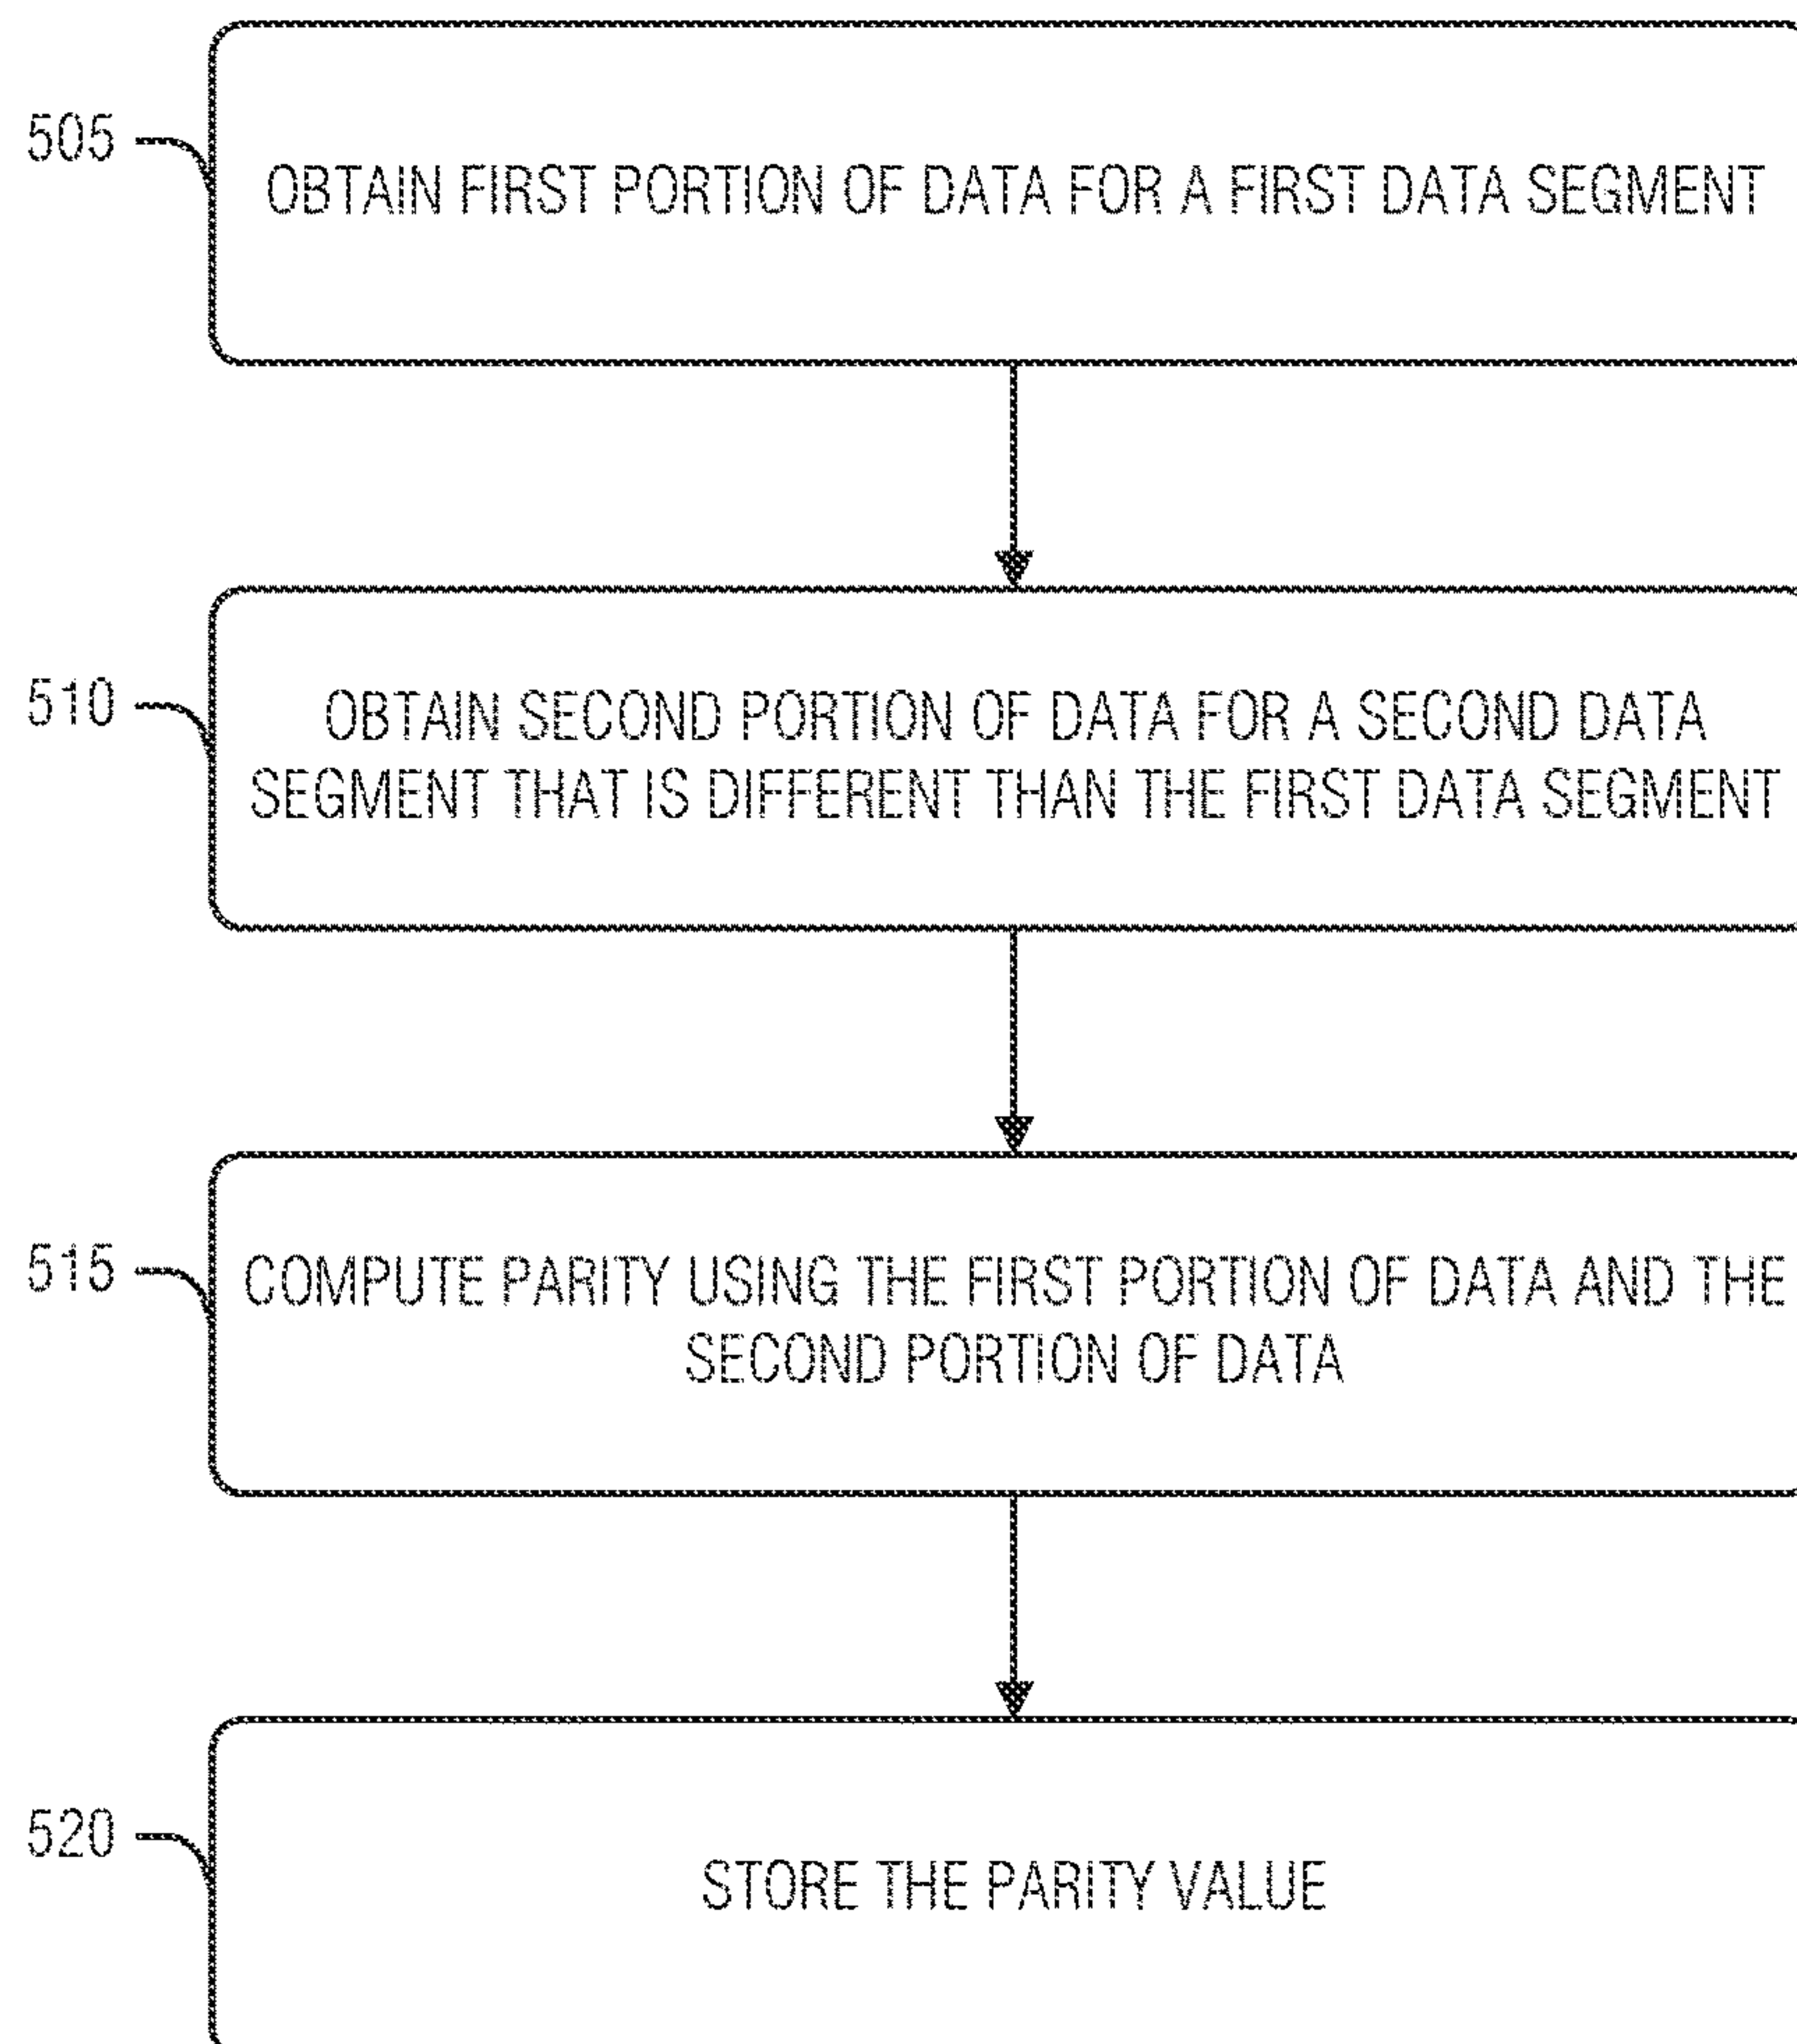 505
OBTAIN FIRST PORTION OF DATA FOR A FIRST DATA SEGMENT
510
OBTAIN SECOND PORTION OF DATA FOR A SECOND DATA
SEGMENT THAT IS DIFFERENT THAN THE FIRST DATA SEGMENT
515
COMPUTE PARITY USING THE FIRST PORTION OF DATA AND THE
SECOND PORTION OF DATA
520
STORE THE PARITY VALUE